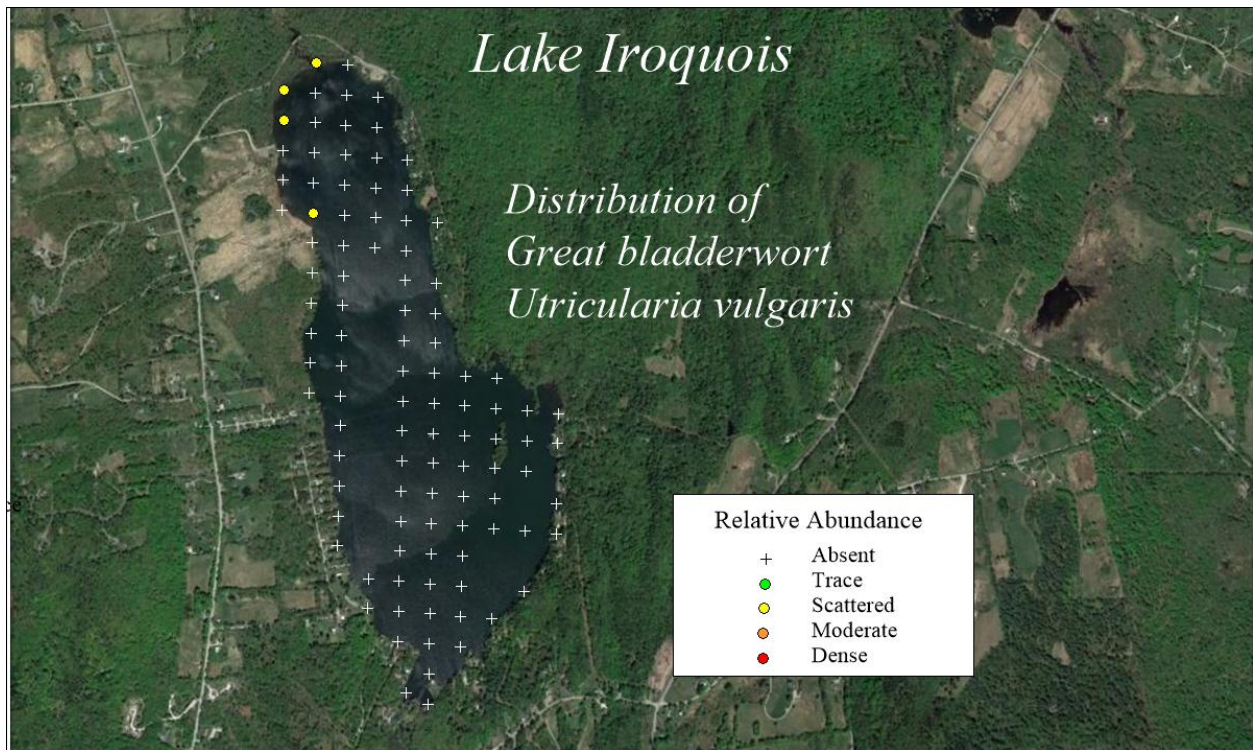 Lake Iroquois
Distribution of
Great bladderwort
Utricularia vulgaris
Relative Abundance
Absent
Trace
Scattered
Moderate
Dense